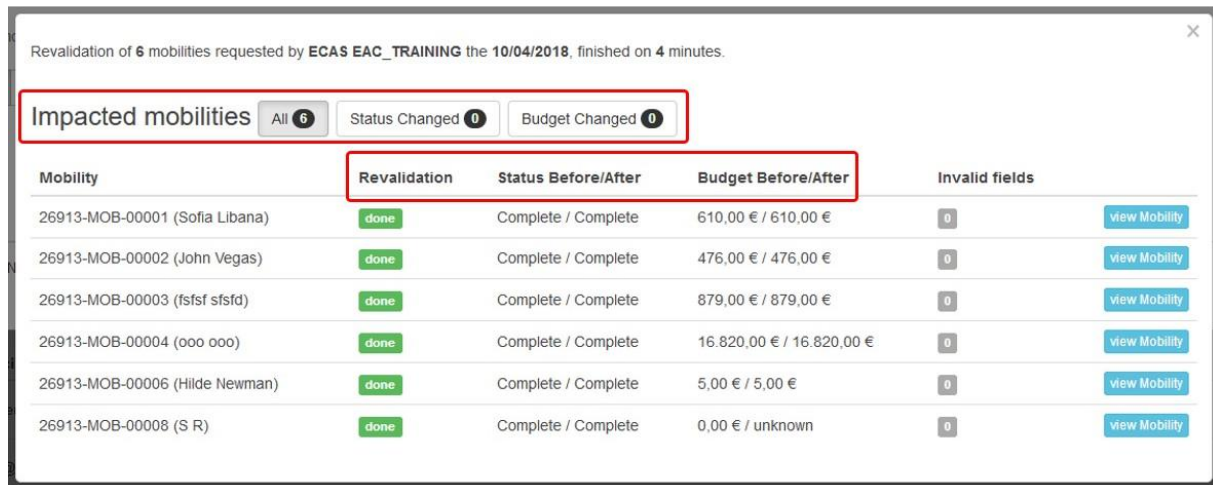 ×
Revalidation of 6 mobilities requested by ECAS EAC_TRAINING the 10/04/2018, finished on 4 minutes.
Impacted mobilities All 6 Status Changed 0 Budget Changed 0
Mobility Revalidation Status Before/After Budget Before/After Invalid fields
26913-MOB-00001 (Sofia Libana) done Complete / Complete 610,00 € / 610,00 € 0 view Mobility
26913-MOB-00002 (John Vegas) done Complete / Complete 476,00 € / 476,00 € 0 view Mobility
26913-MOB-00003 (fsfsf sfsfd) done Complete / Complete 879,00 € / 879,00 € 0 view Mobility
26913-MOB-00004 (ooo ooo) done Complete / Complete 16.820,00 € / 16.820,00 € 0 view Mobility
26913-MOB-00006 (Hilde Newman) done Complete / Complete 5,00 € / 5,00 € 0 view Mobility
26913-MOB-00008 (S R) done Complete / Complete 0,00 € / unknown 0 view Mobility